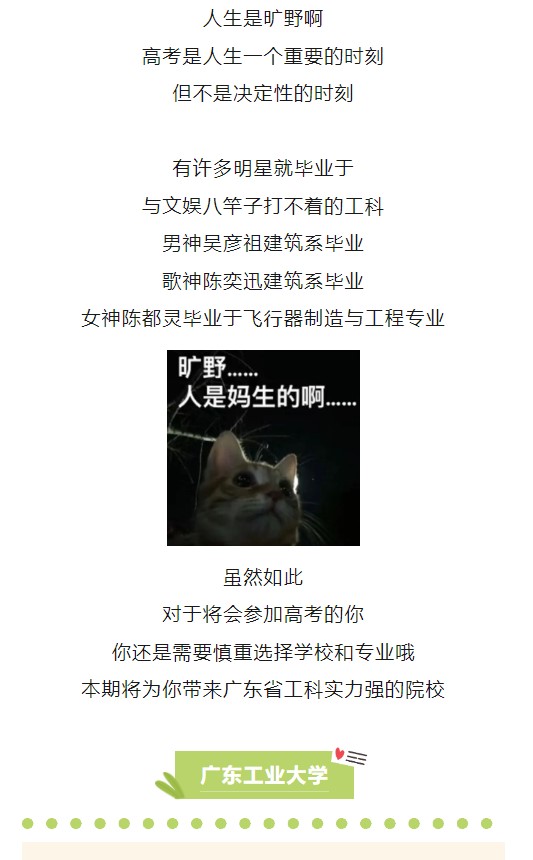 人生是旷野啊
高考是人生一个重要的时刻
但不是决定性的时刻
有许多明星就毕业于
与文娱八竿子打不着的工科
男神吴彦祖建筑系毕业
歌神陈奕迅建筑系毕业
女神陈都灵毕业于飞行器制造与工程专业
旷野……
人是妈生的啊……
虽然如此
对于将会参加高考的你
你还是需要慎重选择学校和专业哦
本期将为你带来广东省工科实力强的院校
广东工业大学